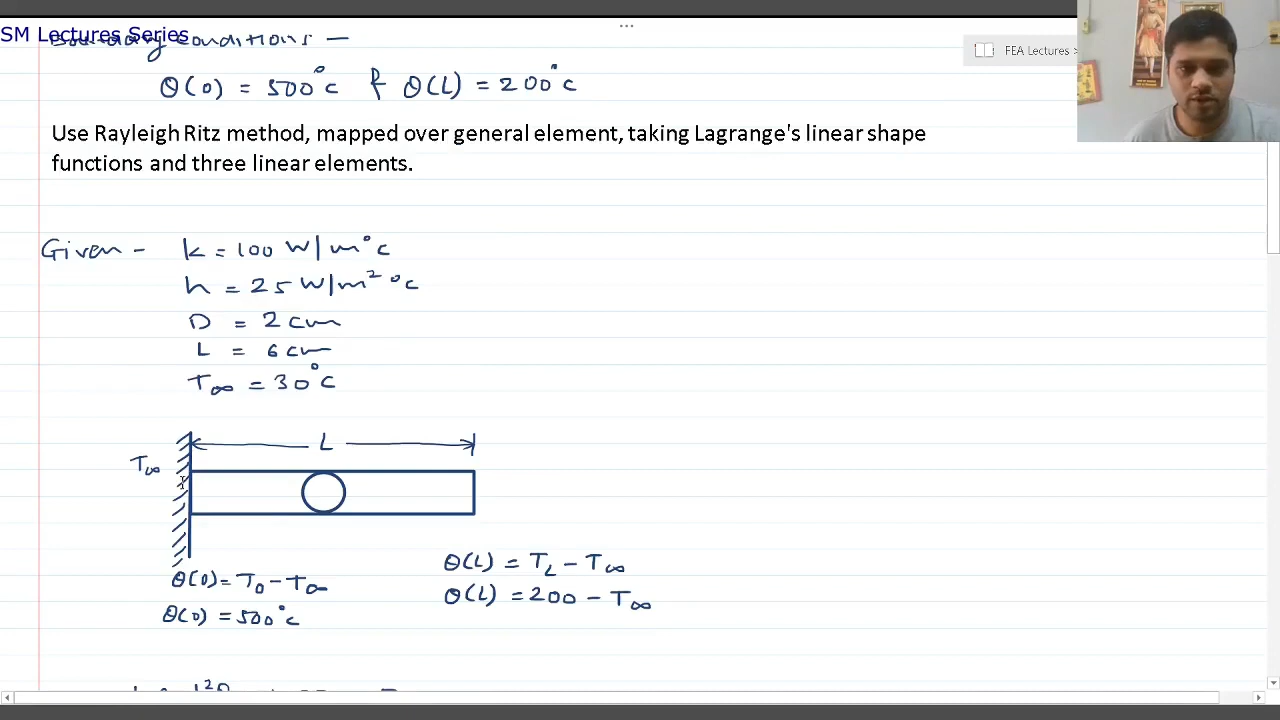 SM Lectures Series
Boundary conditions —
FEA Lectures >
θ(0) = 500°c & θ(L) = 200°c
Use Rayleigh Ritz method, mapped over general element, taking Lagrange's linear shape
functions and three linear elements.
Given - k = 100 W/m°c
h = 25 W/m² °c
D = 2 cm
L = 6 cm
T∞ = 30°c
L
T∞
θ(L) = TL - T∞
θ(0) = T0 - T∞
θ(L) = 200 - T∞
θ(0) = 500°c